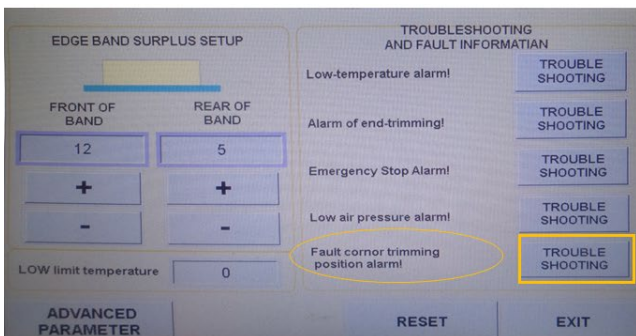 EDGE BAND SURPLUS SETUP
FRONT OF
BAND
REAR OF
BAND
12
5
+
+
-
-
LOW limit temperature
0
TROUBLESHOOTING
AND FAULT INFORMATIAN
Low-temperature alarm!
TROUBLE
SHOOTING
Alarm of end-trimming!
TROUBLE
SHOOTING
Emergency Stop Alarm!
TROUBLE
SHOOTING
Low air pressure alarm!
TROUBLE
SHOOTING
Fault cornor trimming
position alarm!
TROUBLE
SHOOTING
ADVANCED
PARAMETER
RESET
EXIT